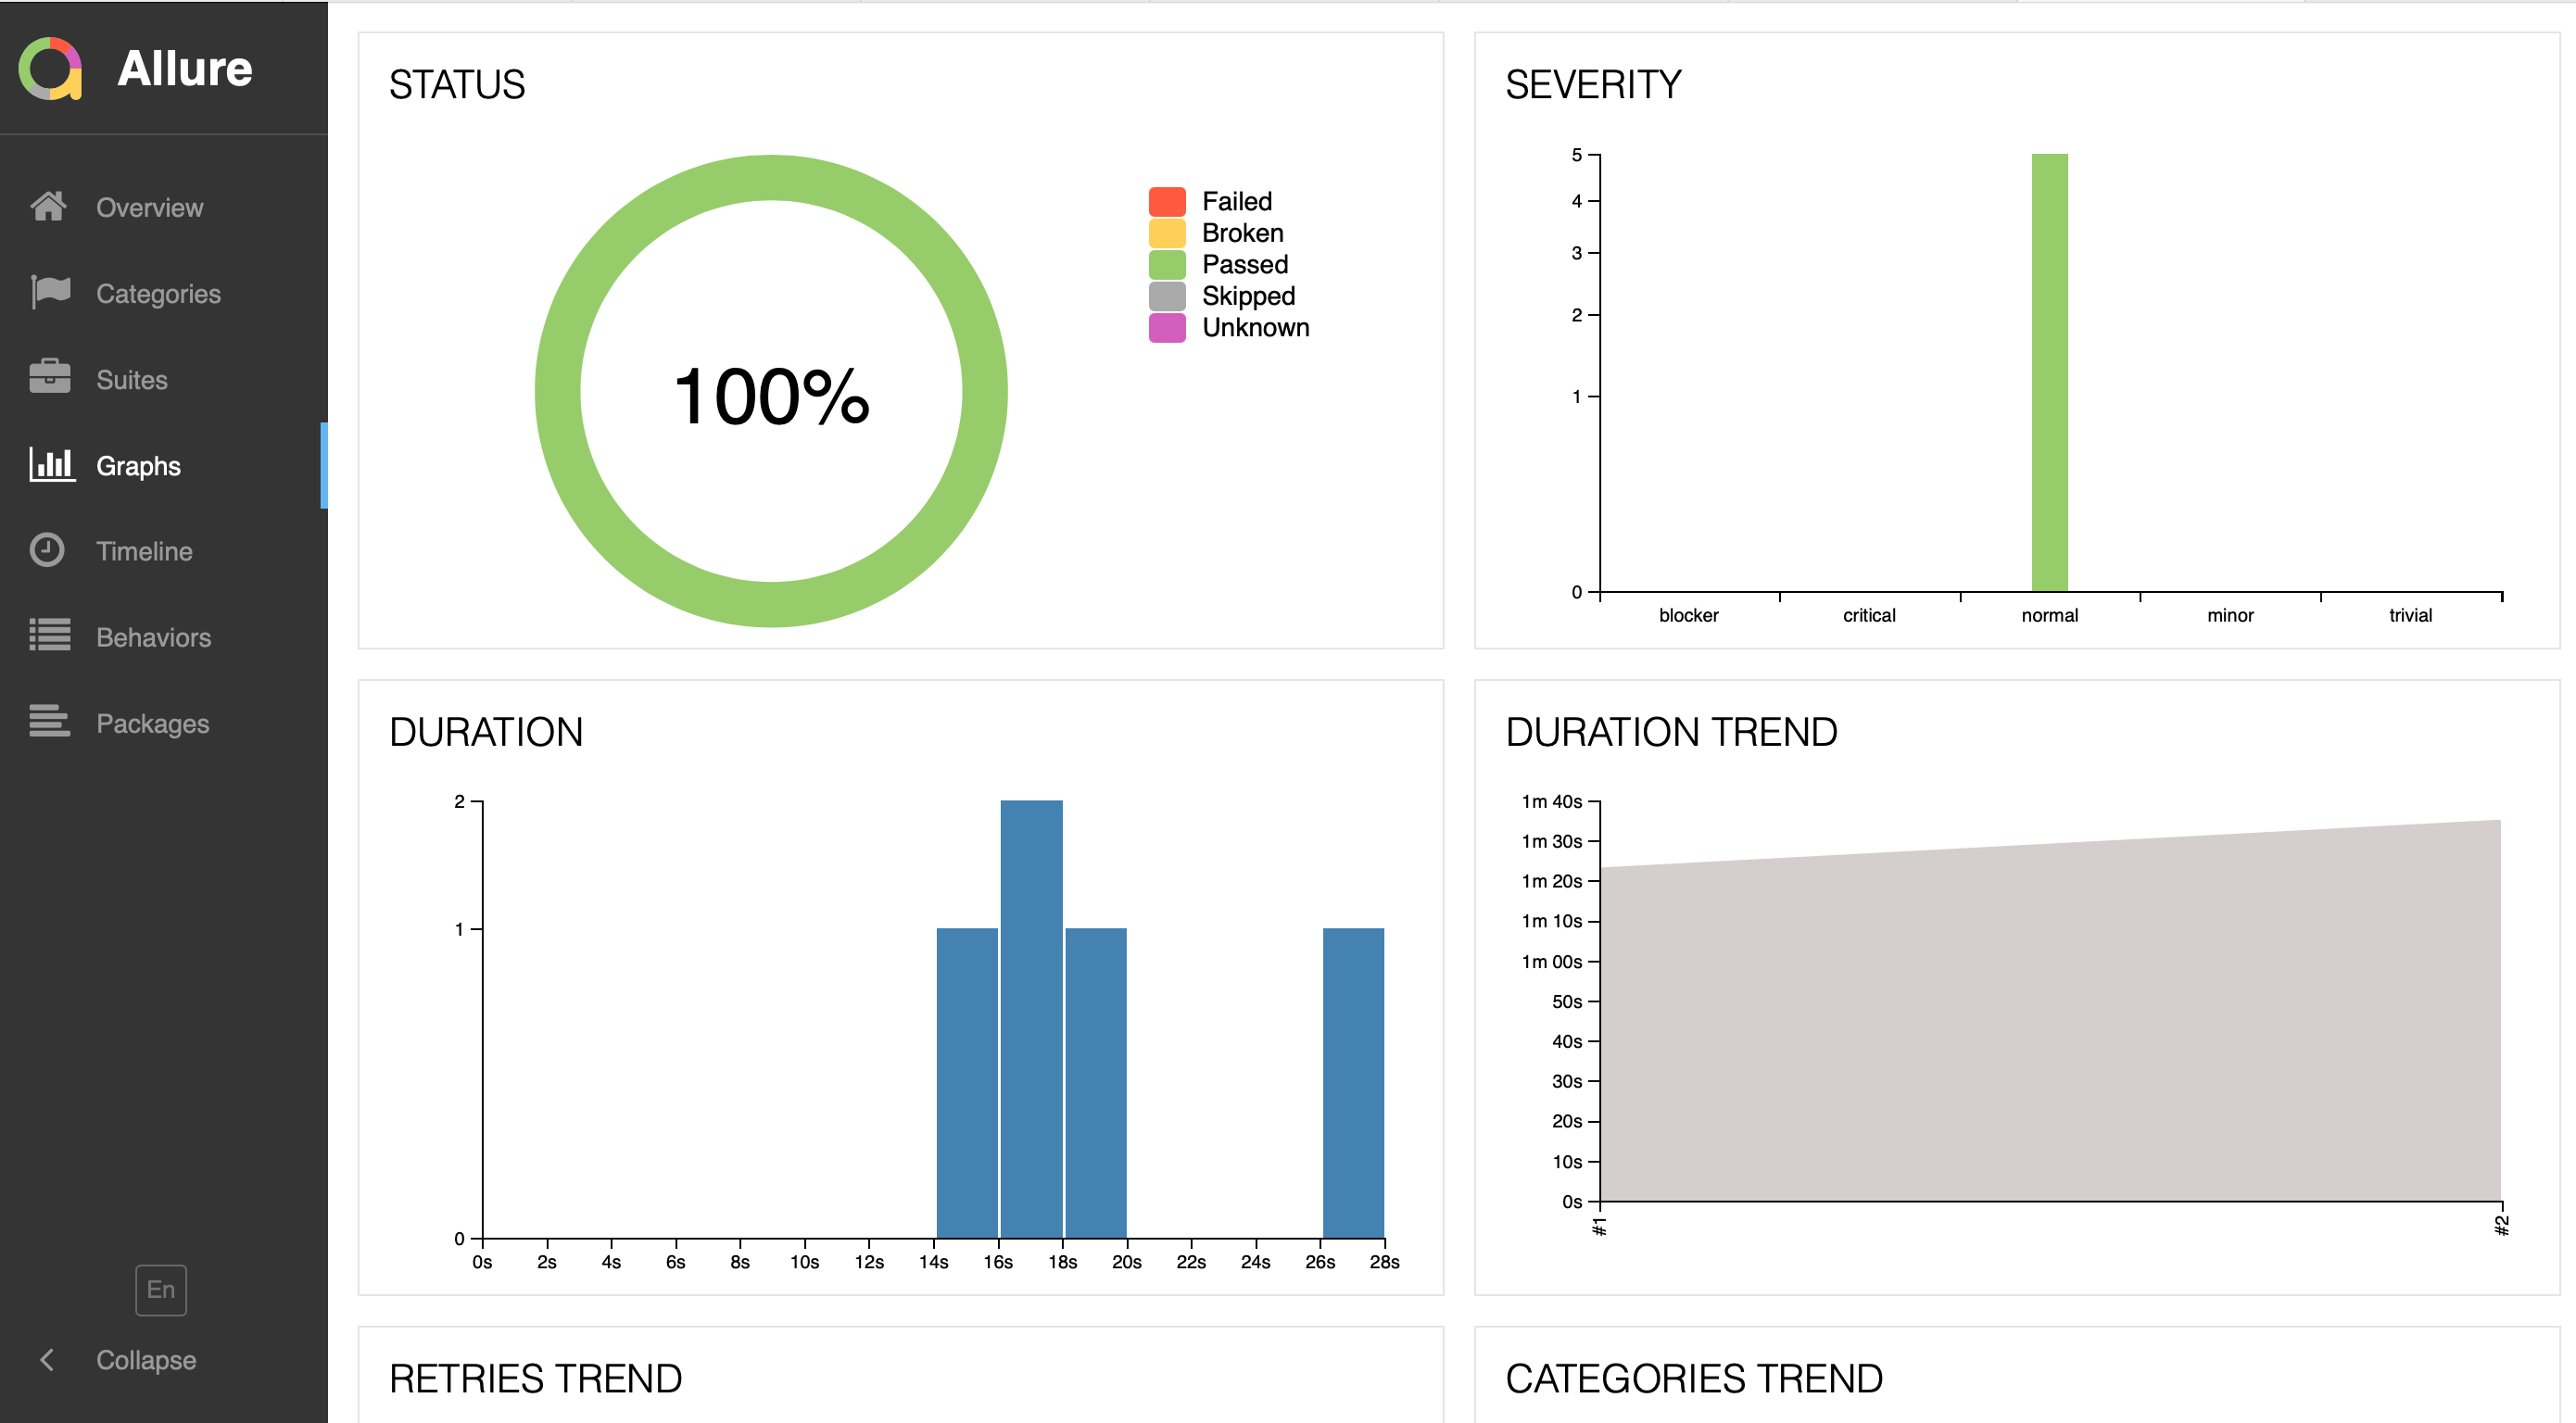 Allure
Overview
Categories
Suites
Graphs
Timeline
Behaviors
Packages
En
Collapse
STATUS
100%
Failed
Broken
Passed
Skipped
Unknown
SEVERITY
5
4
3
2
1
0
blocker critical normal minor trivial
DURATION
2
1
0
0s 2s 4s 6s 8s 10s 12s 14s 16s 18s 20s 22s 24s 26s 28s
DURATION TREND
1m 40s
1m 30s
1m 20s
1m 10s
1m 00s
50s
40s
30s
20s
10s
0s
#1 #2
RETRIES TREND
CATEGORIES TREND